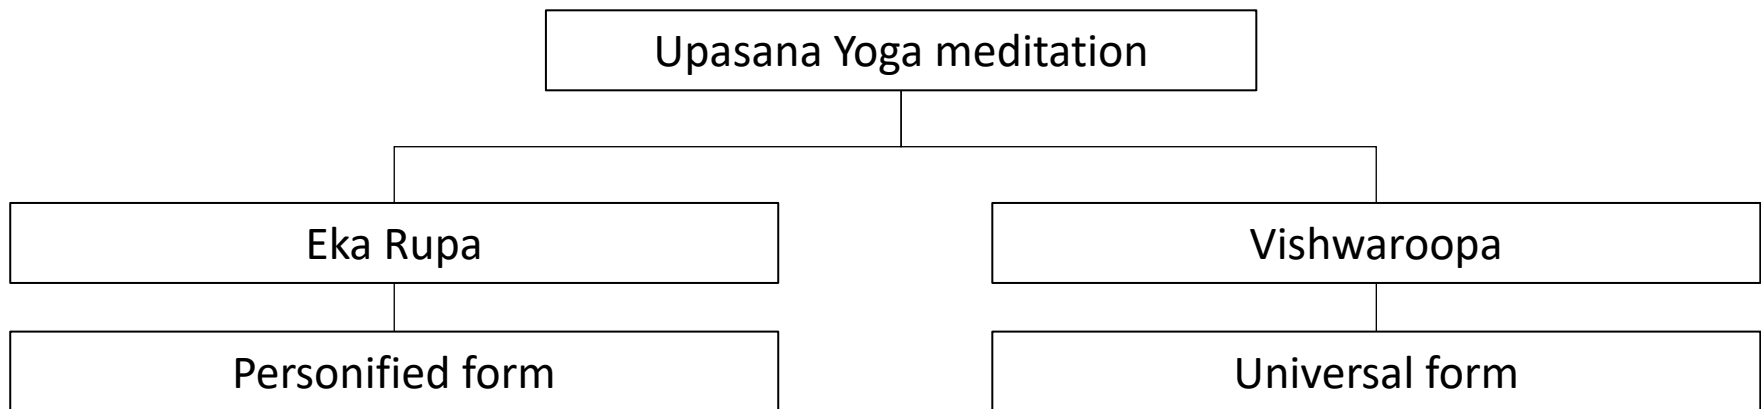 Upasana Yoga meditation
Eka Rupa
Vishwaroopa
Personified form
Universal form